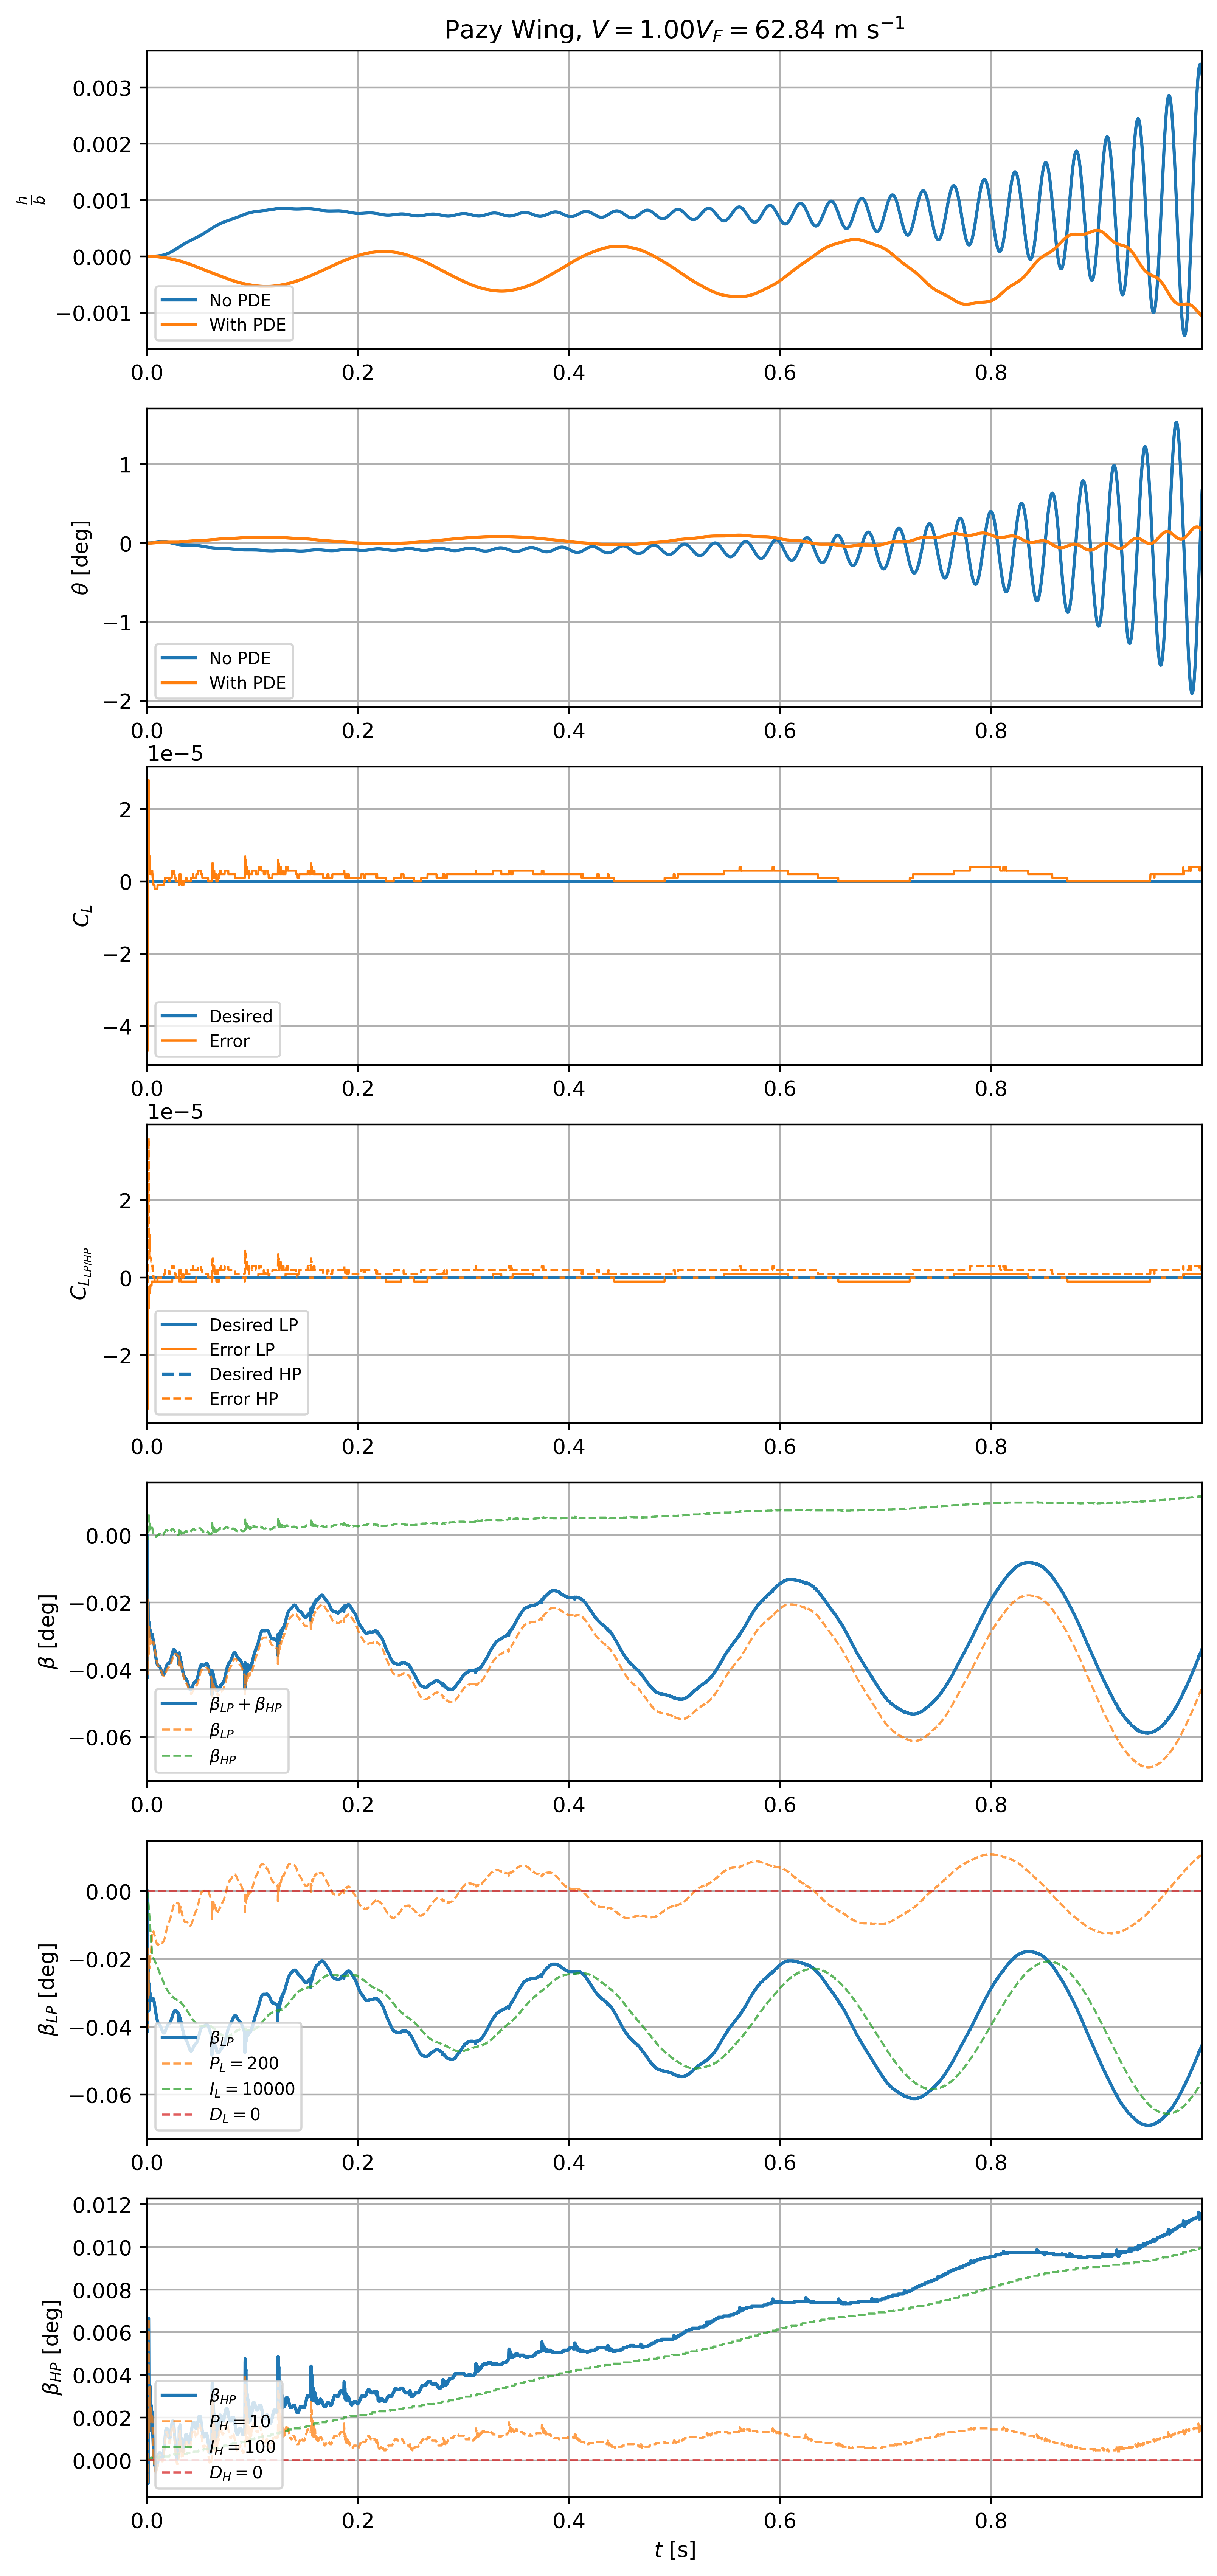 Pazy Wing, V = 1.00V_F = 62.84 m s⁻¹
0.003
0.002
0.001
0.000
−0.001
h/b
No PDE
With PDE
0.0 0.2 0.4 0.6 0.8
1
0
−1
−2
θ [deg]
No PDE
With PDE
0.0 0.2 0.4 0.6 0.8
1e−5
2
0
−2
−4
C_L
Desired
Error
0.0 0.2 0.4 0.6 0.8
1e−5
2
0
−2
C_{L_{LP/HP}}
Desired LP
Error LP
Desired HP
Error HP
0.0 0.2 0.4 0.6 0.8
0.00
−0.02
−0.04
−0.06
β [deg]
β_LP + β_HP
β_LP
β_HP
0.0 0.2 0.4 0.6 0.8
0.00
−0.02
−0.04
−0.06
β_LP [deg]
β_LP
P_L = 200
I_L = 10000
D_L = 0
0.0 0.2 0.4 0.6 0.8
0.012
0.010
0.008
0.006
0.004
0.002
0.000
β_HP [deg]
β_HP
P_H = 10
I_H = 100
D_H = 0
0.0 0.2 0.4 0.6 0.8
t [s]